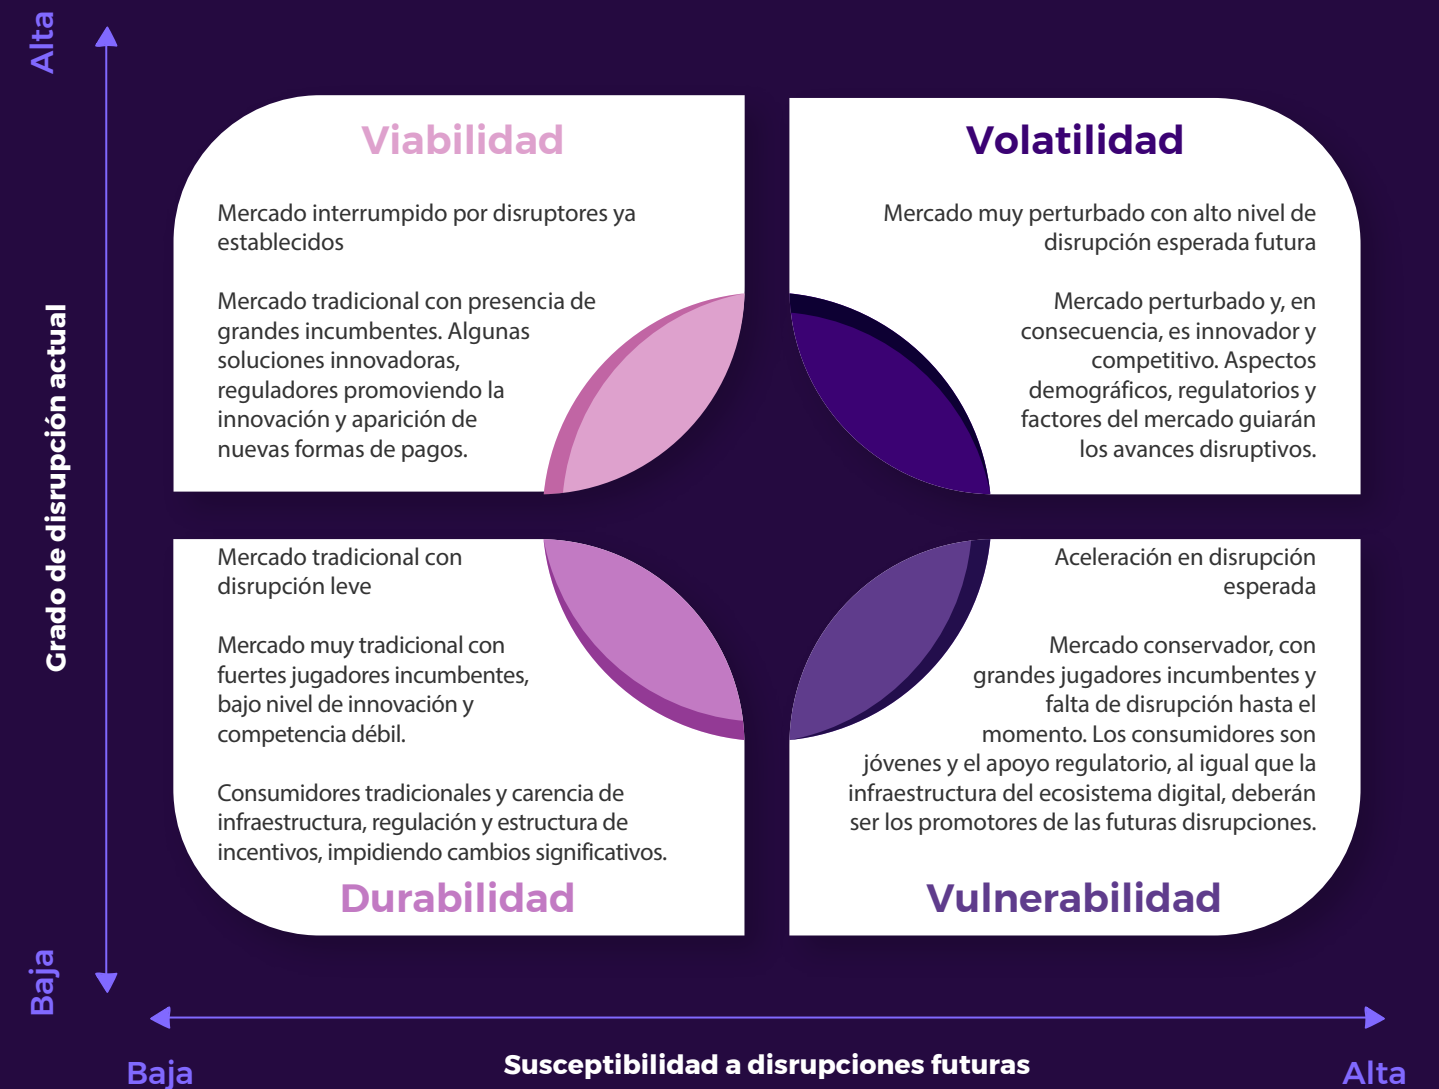 Alta
Grado de disrupción actual
Baja
Viabilidad
Mercado interrumpido por disruptores ya
establecidos
Mercado tradicional con presencia de
grandes incumbentes. Algunas
soluciones innovadoras,
reguladores promoviendo la
innovación y aparición de
nuevas formas de pagos.
Volatilidad
Mercado muy perturbado con alto nivel de
disrupción esperada futura
Mercado perturbado y, en
consecuencia, es innovador y
competitivo. Aspectos
demográficos, regulatorios y
factores del mercado guiarán
los avances disruptivos.
Mercado tradicional con
disrupción leve
Mercado muy tradicional con
fuertes jugadores incumbentes,
bajo nivel de innovación y
competencia débil.
Consumidores tradicionales y carencia de
infraestructura, regulación y estructura de
incentivos, impidiendo cambios significativos.
Durabilidad
Aceleración en disrupción
esperada
Mercado conservador, con
grandes jugadores incumbentes y
falta de disrupción hasta el
momento. Los consumidores son
jóvenes y el apoyo regulatorio, al igual que la
infraestructura del ecosistema digital, deberán
ser los promotores de las futuras disrupciones.
Vulnerabilidad
Baja
Susceptibilidad a disrupciones futuras
Alta